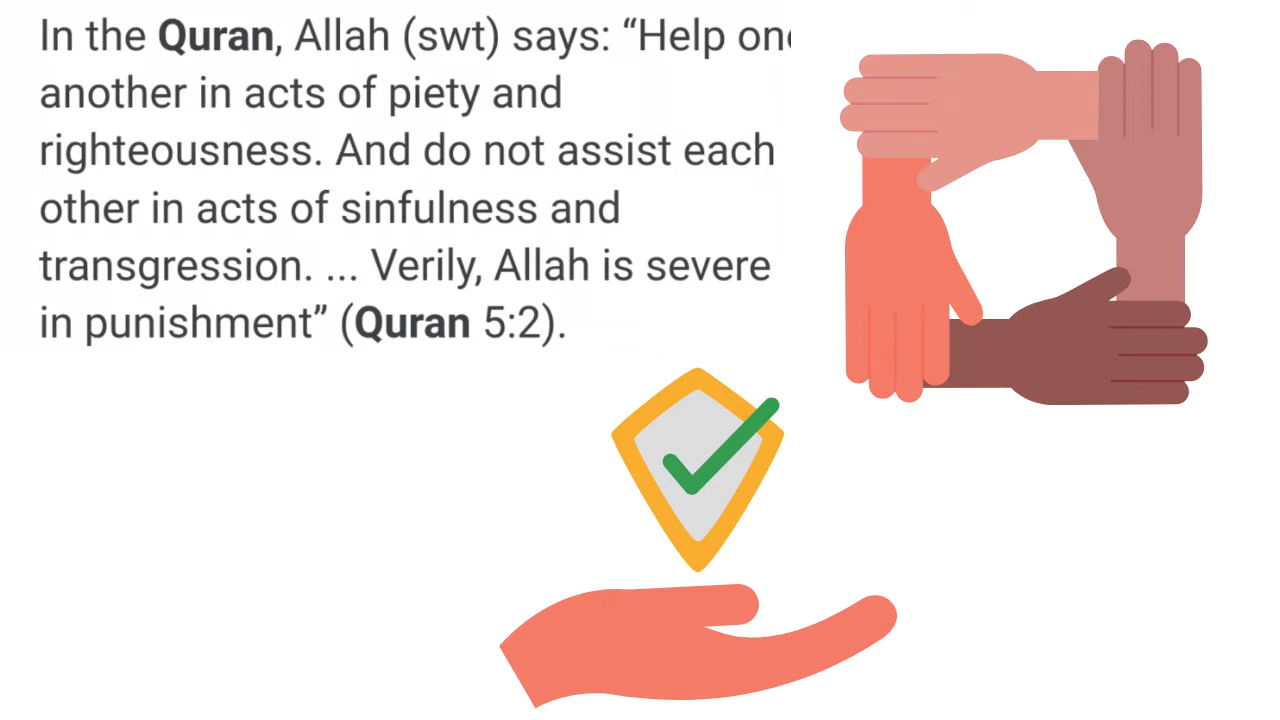 In the Quran, Allah (swt) says: “Help one
another in acts of piety and
righteousness. And do not assist each
other in acts of sinfulness and
transgression. ... Verily, Allah is severe
in punishment” (Quran 5:2).